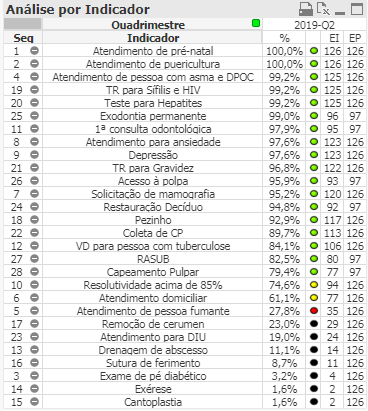 Análise por Indicador
Quadrimestre 2019-Q2
Seq Indicador % EI EP
1 Atendimento de pré-natal 100,0% 126 126
2 Atendimento de puericultura 100,0% 126 126
4 Atendimento de pessoa com asma e DPOC 99,2% 125 126
19 TR para Sífilis e HIV 99,2% 125 126
20 Teste para Hepatites 99,2% 125 126
25 Exodontia permanente 99,0% 96 97
11 1ª consulta odontológica 97,9% 95 97
8 Atendimento para ansiedade 97,6% 123 126
9 Depressão 97,6% 123 126
21 TR para Gravidez 96,8% 122 126
26 Acesso à polpa 95,9% 93 97
7 Solicitação de mamografia 95,2% 120 126
24 Restauração Decíduo 94,8% 92 97
18 Pezinho 92,9% 117 126
22 Coleta de CP 89,7% 113 126
12 VD para pessoa com tuberculose 84,1% 106 126
27 RASUB 82,5% 80 97
28 Capeamento Pulpar 79,4% 77 97
10 Resolutividade acima de 85% 74,6% 94 126
6 Atendimento domiciliar 61,1% 77 126
5 Atendimento de pessoa fumante 27,8% 35 126
17 Remoção de cerumen 23,0% 29 126
23 Atendimento para DIU 19,0% 24 126
13 Drenagem de abscesso 11,1% 14 126
16 Sutura de ferimento 8,7% 11 126
3 Exame de pé diabético 3,2% 4 126
14 Exérese 1,6% 2 126
15 Cantoplastia 1,6% 2 126